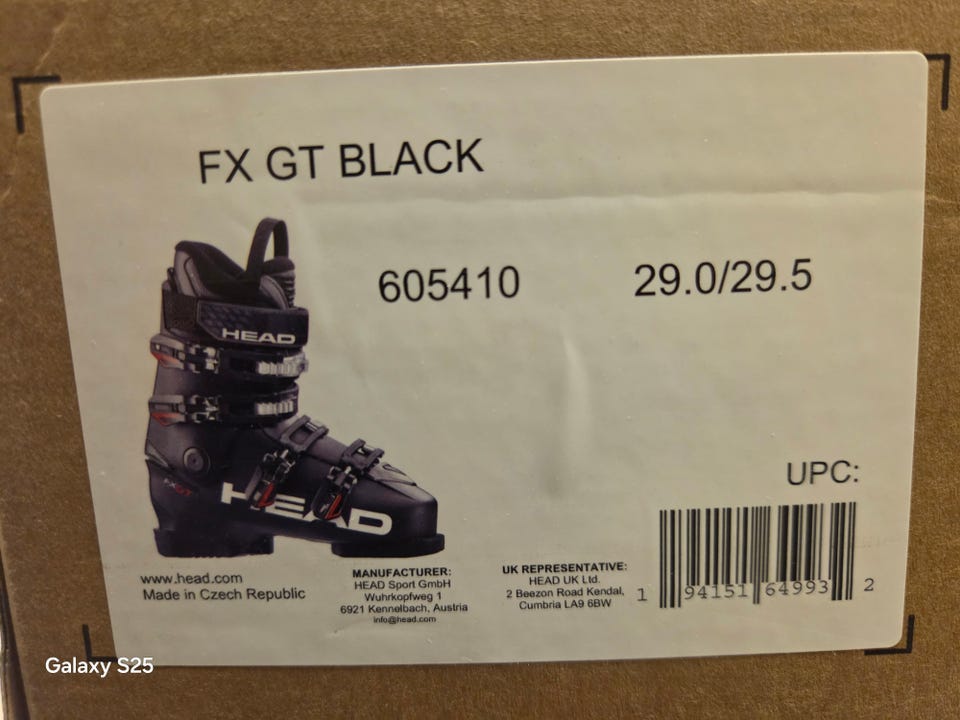 FX GT BLACK
605410
29.0/29.5
HEAD
FX GT
HEAD
UPC:
1 94151 64993 2
www.head.com
Made in Czech Republic
MANUFACTURER:
HEAD Sport GmbH
Wuhrkopfweg 1
6921 Kennelbach, Austria
info@head.com
UK REPRESENTATIVE:
HEAD UK Ltd.
2 Beezon Road Kendal,
Cumbria LA9 6BW
Galaxy S25